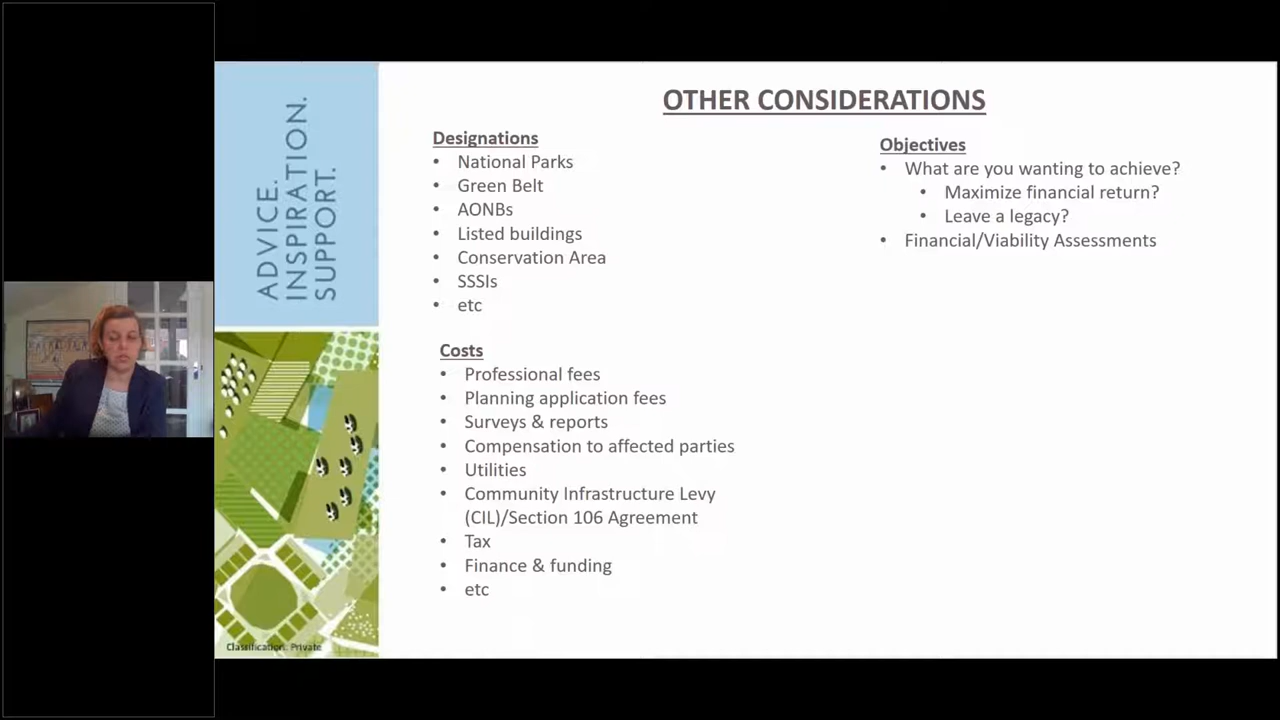 ADVICE.
INSPIRATION.
SUPPORT.
Classification: Private
OTHER CONSIDERATIONS
Designations
• National Parks
• Green Belt
• AONBs
• Listed buildings
• Conservation Area
• SSSIs
• etc
Costs
• Professional fees
• Planning application fees
• Surveys & reports
• Compensation to affected parties
• Utilities
• Community Infrastructure Levy
(CIL)/Section 106 Agreement
• Tax
• Finance & funding
• etc
Objectives
• What are you wanting to achieve?
• Maximize financial return?
• Leave a legacy?
• Financial/Viability Assessments